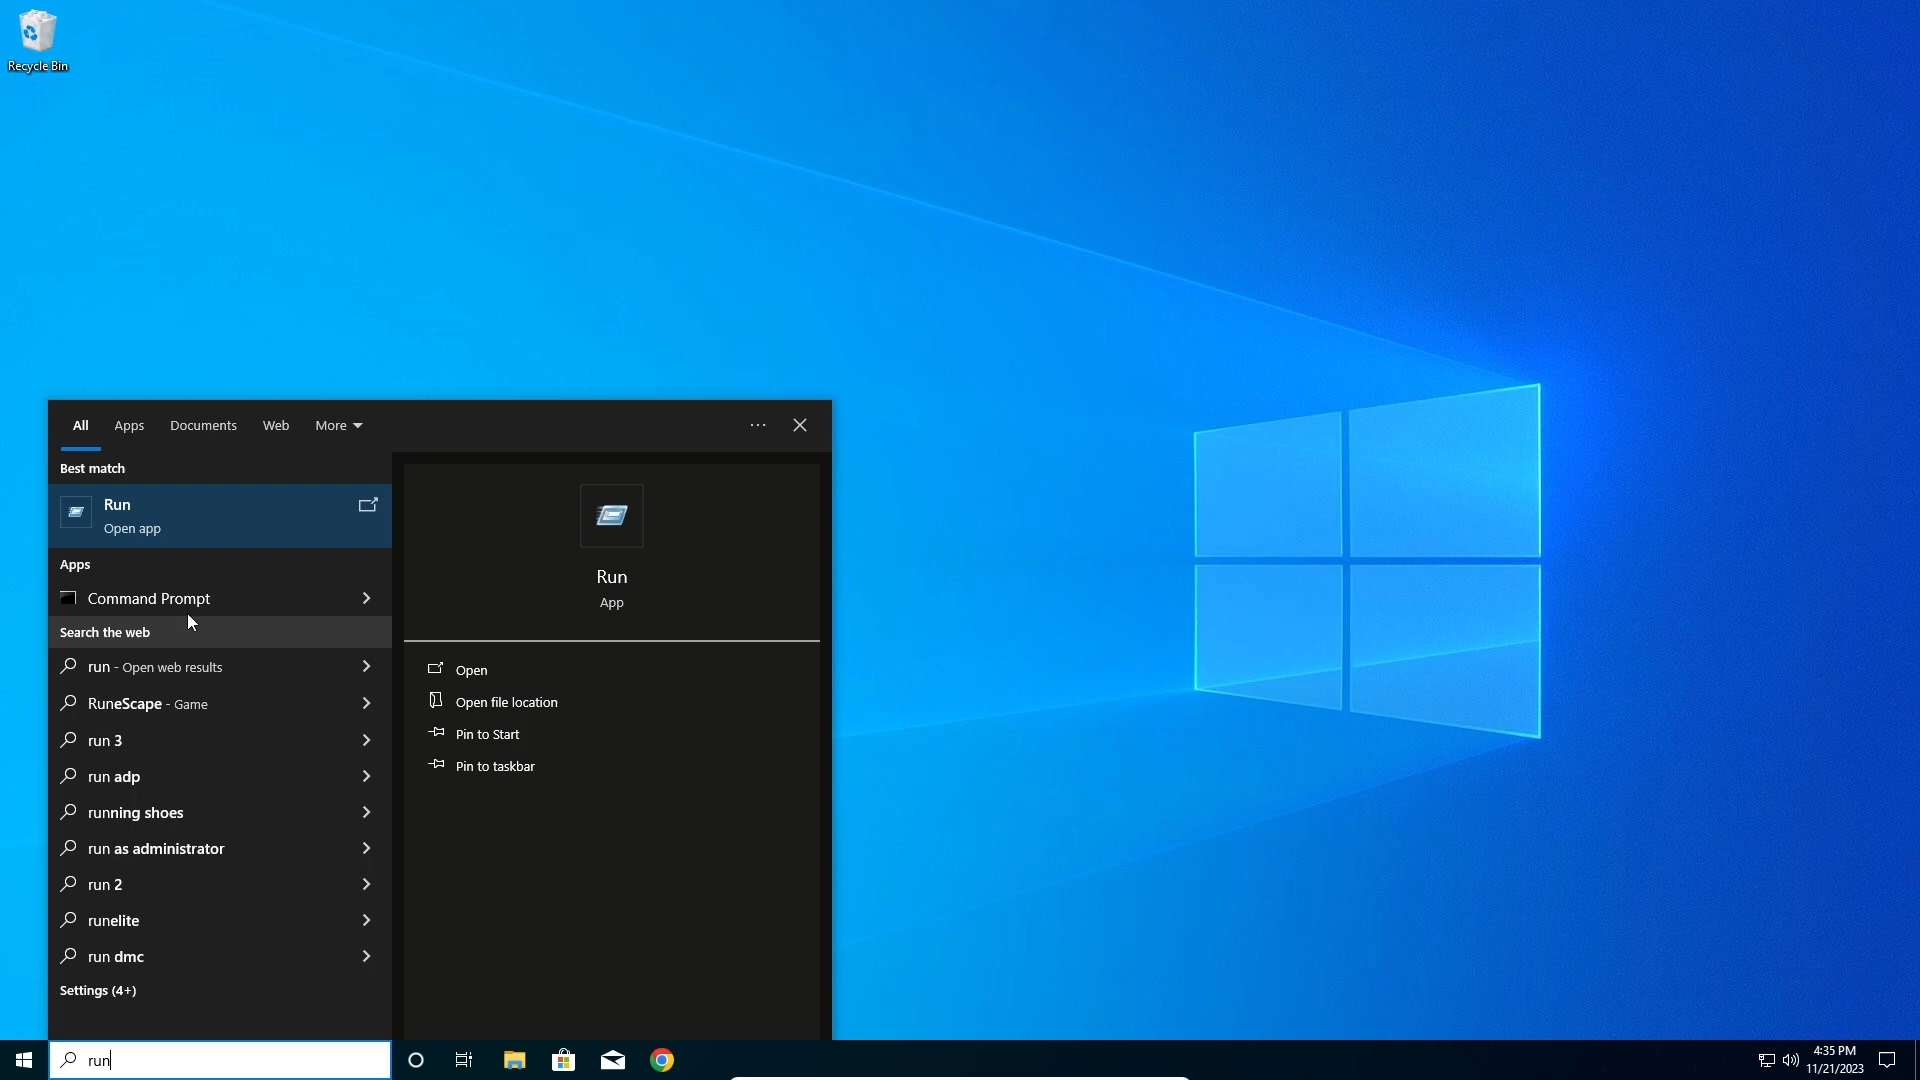 Recycle Bin
All Apps Documents Web More
Best match
Run
Open app
Apps
Command Prompt
Search the web
run - Open web results
RuneScape - Game
run 3
run adp
running shoes
run as administrator
run 2
runelite
run dmc
Settings (4+)
Run
App
Open
Open file location
Pin to Start
Pin to taskbar
run
4:35 PM
11/21/2023